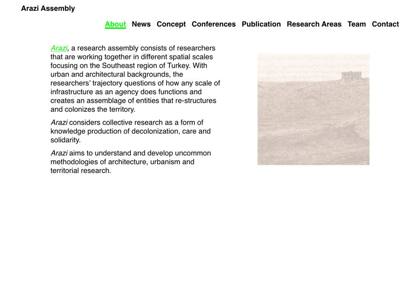 Arazi Assembly
About News Concept Conferences Publication Research Areas Team Contact
Arazi, a research assembly consists of researchers
that are working together in different spatial scales
focusing on the Southeast region of Turkey. With
urban and architectural backgrounds, the
researchers' trajectory questions of how any scale of
infrastructure as an agency does functions and
creates an assemblage of entities that re-structures
and colonizes the territory.
Arazi considers collective research as a form of
knowledge production of decolonization, care and
solidarity.
Arazi aims to understand and develop uncommon
methodologies of architecture, urbanism and
territorial research.